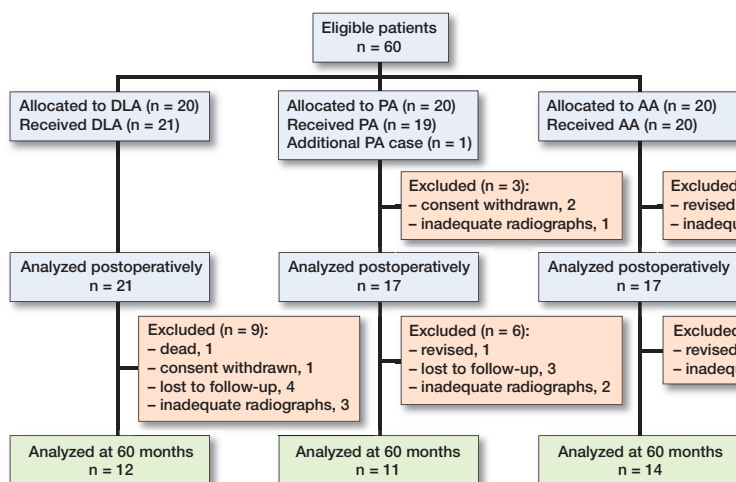 Eligible patients
n = 60
Allocated to DLA (n = 20)
Received DLA (n = 21)
Allocated to PA (n = 20)
Received PA (n = 19)
Additional PA case (n = 1)
Allocated to AA (n = 20)
Received AA (n = 20)
Excluded (n = 3):
– consent withdrawn, 2
– inadequate radiographs, 1
Excluded
– revised
Analyzed postoperatively
n = 21
Analyzed postoperatively
n = 17
Analyzed postoperatively
n = 17
Excluded (n = 9):
– dead, 1
– consent withdrawn, 1
– lost to follow-up, 4
– inadequate radiographs, 3
Excluded (n = 6):
– revised, 1
– lost to follow-up, 3
– inadequate radiographs, 2
Excluded
– revised
Analyzed at 60 months
n = 12
Analyzed at 60 months
n = 11
Analyzed at 60 months
n = 14